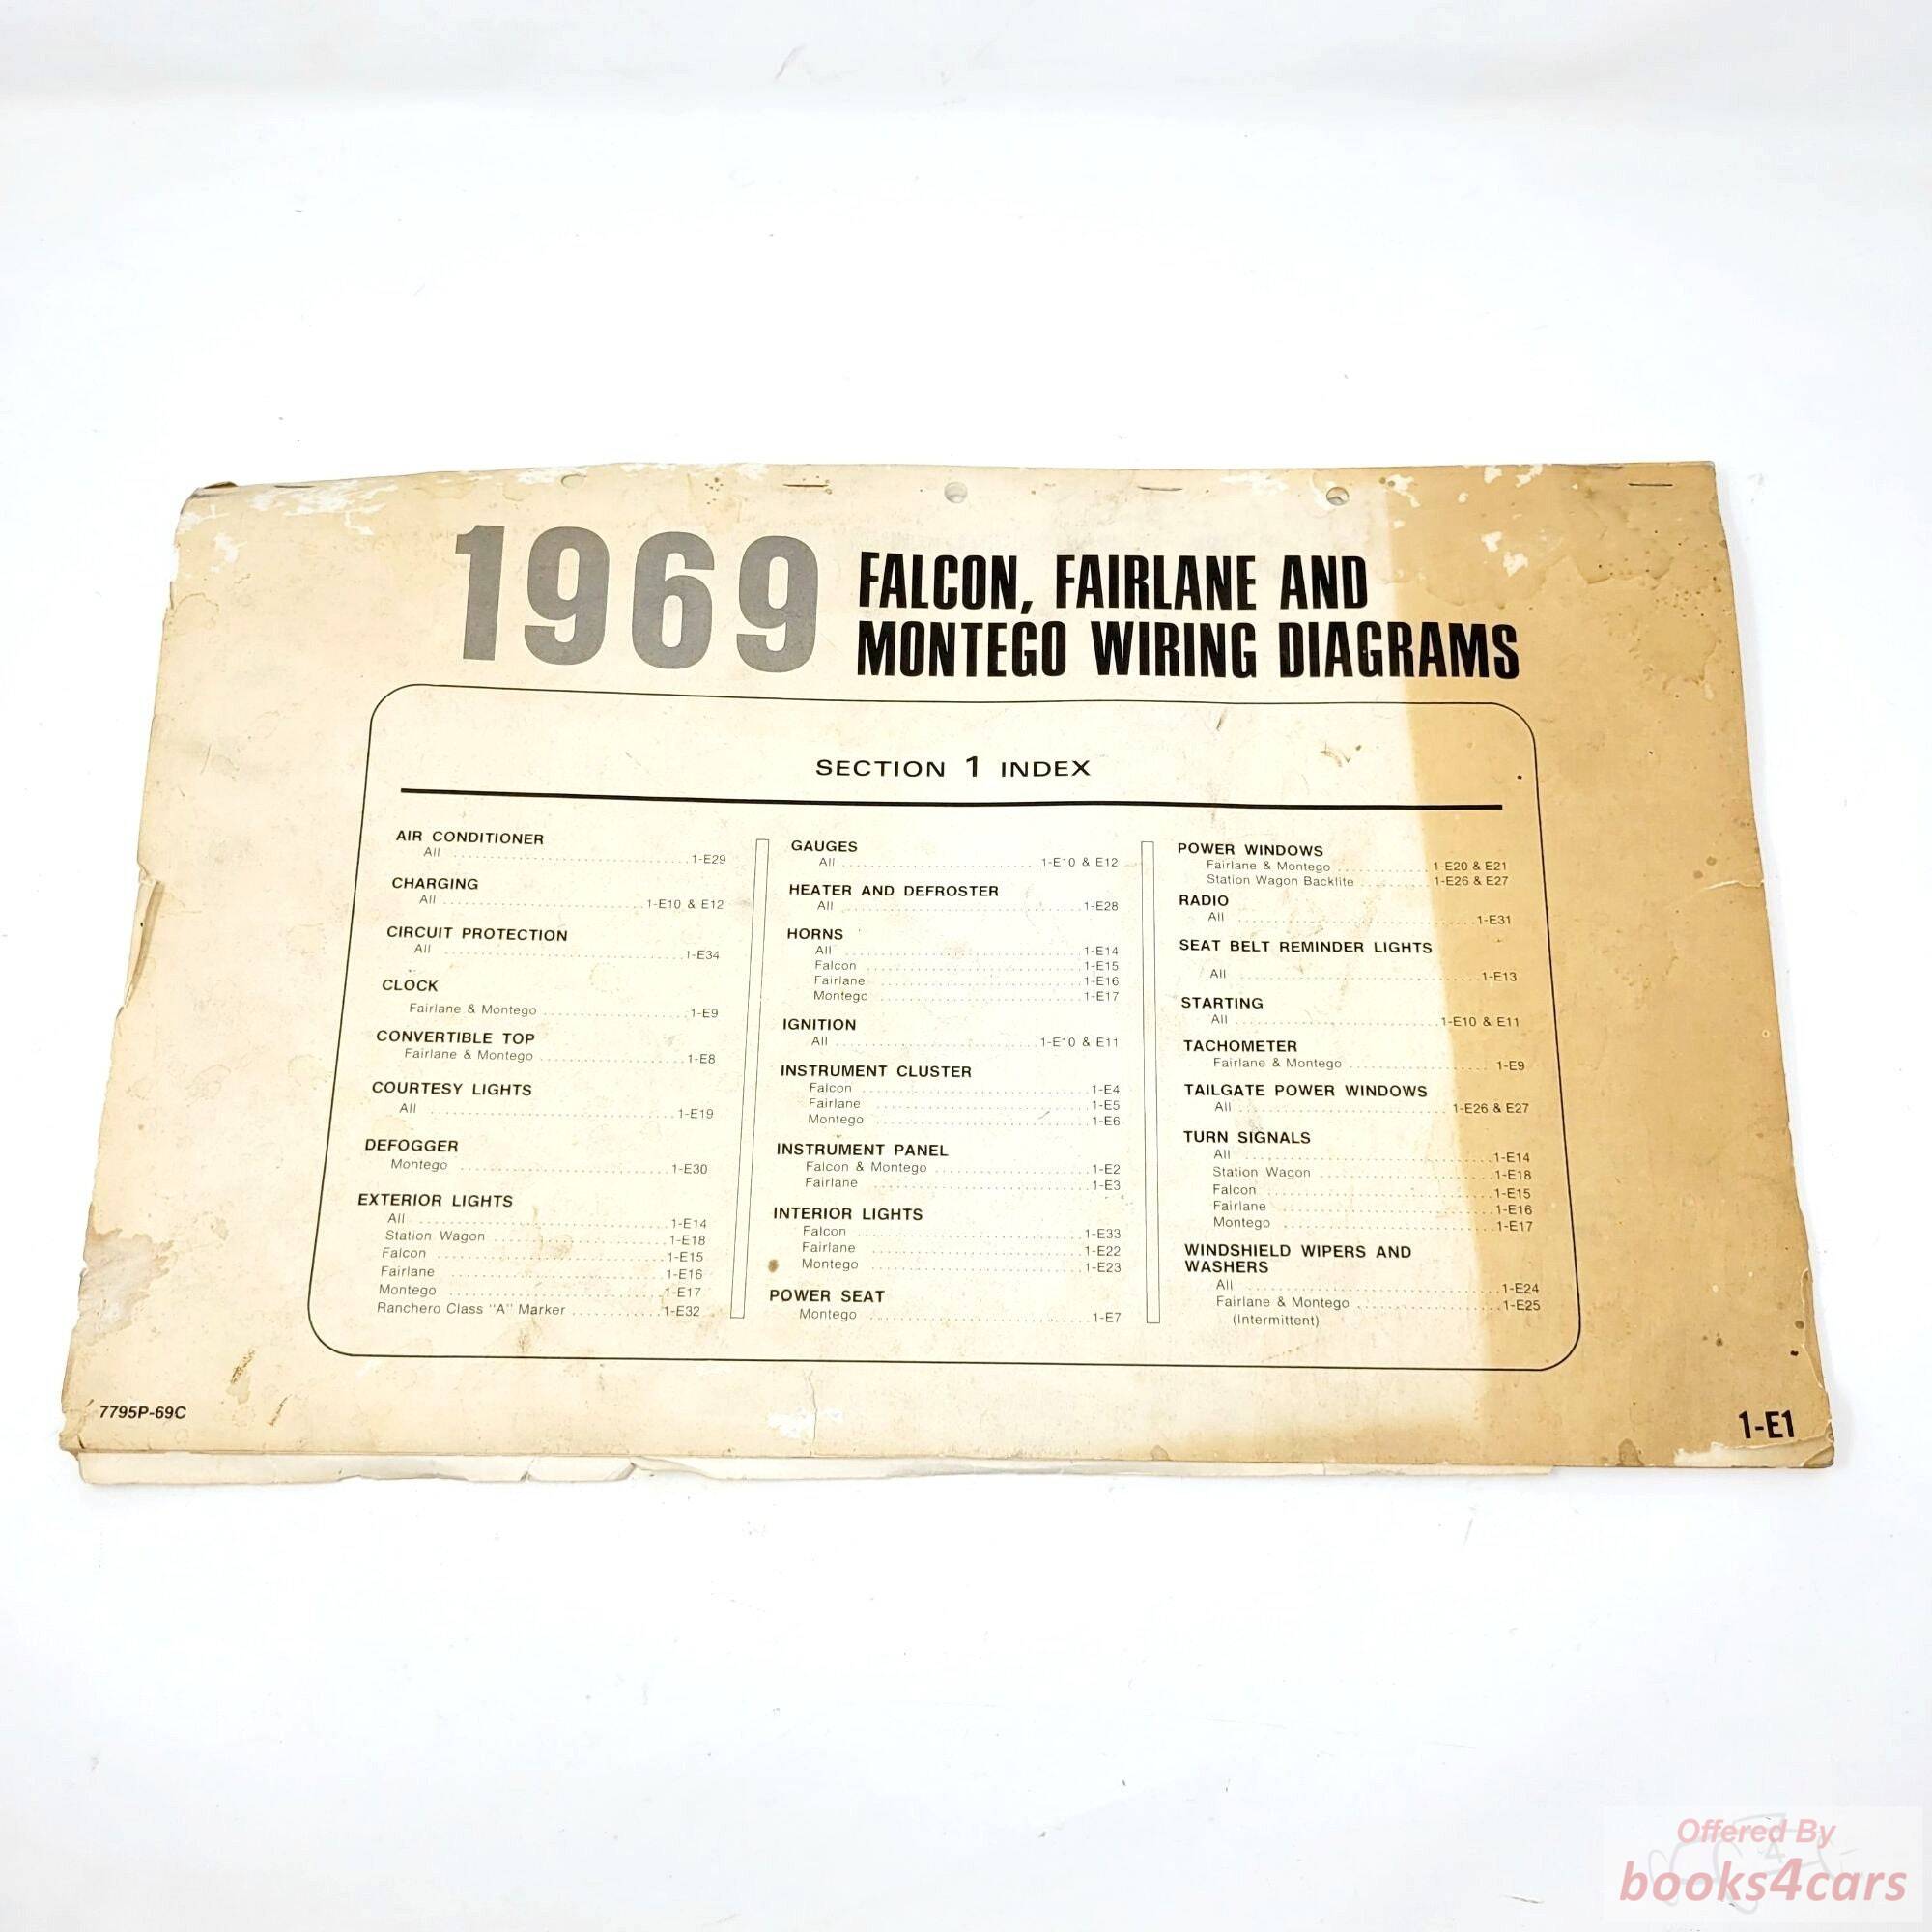 1969
FALCON, FAIRLANE AND
MONTEGO WIRING DIAGRAMS
SECTION 1 INDEX
AIR CONDITIONER
All 1-E29
CHARGING
All 1-E10 & E12
CIRCUIT PROTECTION
All 1-E34
CLOCK
Fairlane & Montego 1-E9
CONVERTIBLE TOP
Fairlane & Montego 1-E8
COURTESY LIGHTS
All 1-E19
DEFOGGER
Montego 1-E30
EXTERIOR LIGHTS
All 1-E14
Station Wagon 1-E18
Falcon 1-E15
Fairlane 1-E16
Montego 1-E17
Ranchero Class "A" Marker 1-E32
GAUGES
All 1-E10 & E12
HEATER AND DEFROSTER
All 1-E28
HORNS
All 1-E14
Falcon 1-E15
Fairlane 1-E16
Montego 1-E17
IGNITION
All 1-E10 & E11
INSTRUMENT CLUSTER
Falcon 1-E4
Fairlane 1-E5
Montego 1-E6
INSTRUMENT PANEL
Falcon & Montego 1-E2
Fairlane 1-E3
INTERIOR LIGHTS
Falcon 1-E33
Fairlane 1-E22
Montego 1-E23
POWER SEAT
Montego 1-E7
POWER WINDOWS
Fairlane & Montego 1-E20 & E21
Station Wagon Backlite 1-E26 & E27
RADIO
All 1-E31
SEAT BELT REMINDER LIGHTS
All 1-E13
STARTING
All 1-E10 & E11
TACHOMETER
Fairlane & Montego 1-E9
TAILGATE POWER WINDOWS
All 1-E26 & E27
TURN SIGNALS
All 1-E14
Station Wagon 1-E18
Falcon 1-E15
Fairlane 1-E16
Montego 1-E17
WINDSHIELD WIPERS AND
WASHERS
All 1-E24
Fairlane & Montego 1-E25
(Intermittent)
7795P-69C
1-E1
Offered By
books4cars